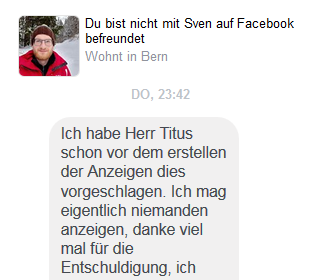 Du bist nicht mit Sven auf Facebook
befreundet
Wohnt in Bern
DO, 23:42
Ich habe Herr Titus
schon vor dem erstellen
der Anzeigen dies
vorgeschlagen. Ich mag
eigentlich niemanden
anzeigen, danke viel
mal für die
Entschuldigung, ich